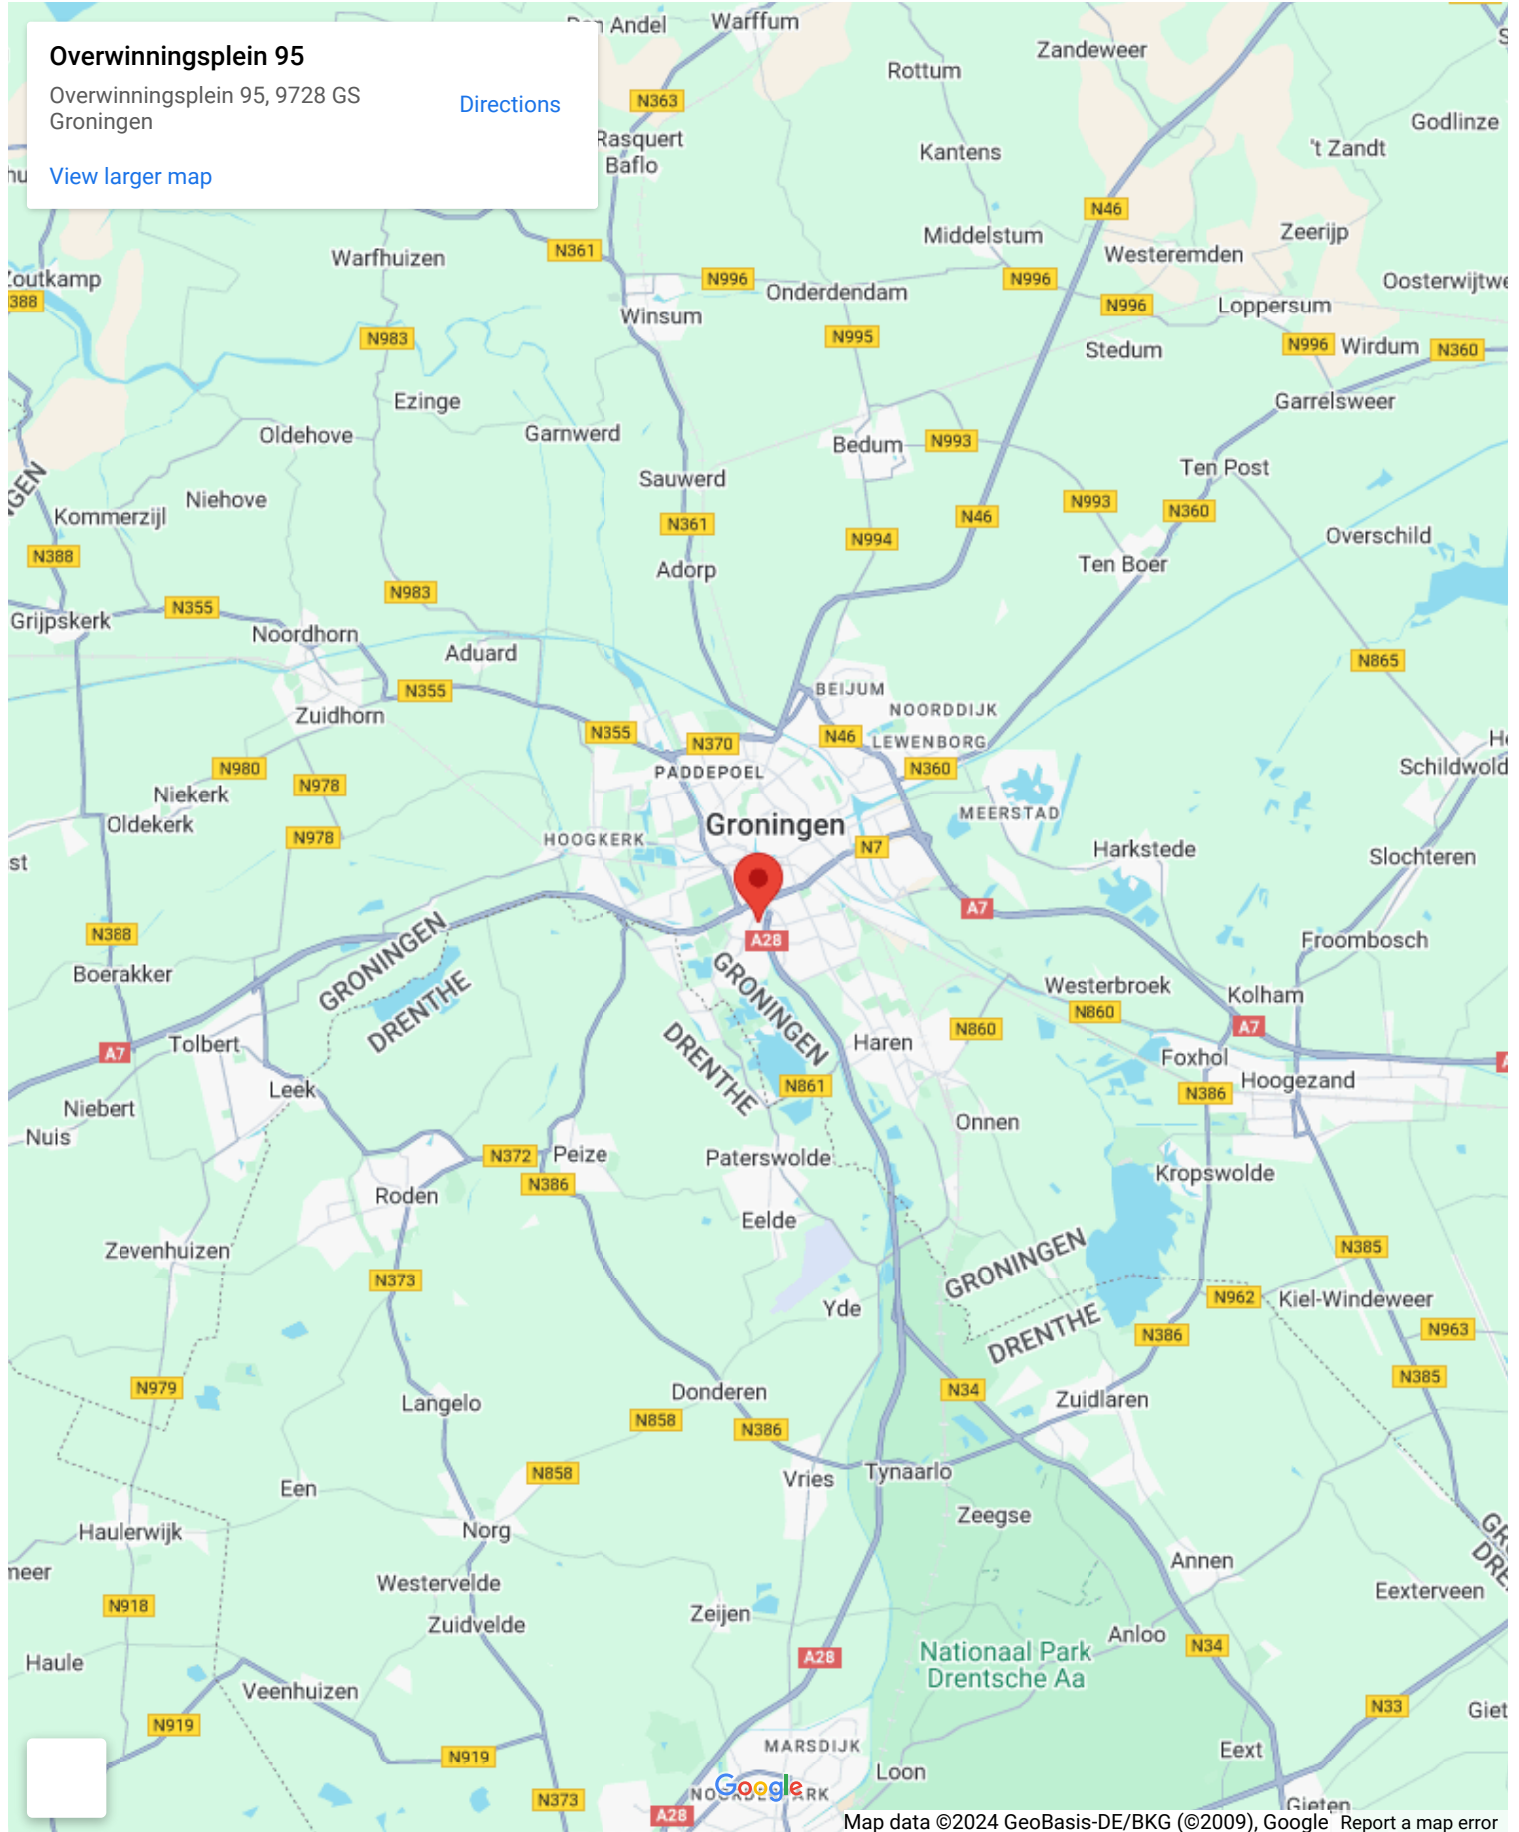 Overwinningsplein 95
Overwinningsplein 95, 9728 GS
Groningen
Directions
View larger map
Warffum
Zandeweer
Rottum
N363
Godlinze
Rasquert
't Zandt
Kantens
Baflo
N46
Zeerijp
Middelstum
N361
Westeremden
Warfhuizen
N996
N996
Zoutkamp
Onderdendam
388
N996
Loppersum
Winsum
N983
N995
N996
Wirdum
N360
Stedum
Ezinge
Garrelsweer
Oldehove
Garnwerd
Bedum
N993
Ten Post
Sauwerd
Niehove
N993
N360
Kommerzijl
N46
N361
Overschild
N994
N388
Ten Boer
Adorp
N983
N355
Grijpskerk
Noordhorn
Aduard
N865
BEIJUM
N355
NOORDDIJK
Zuidhorn
N355
N46
LEWENBORG
N370
N980
N360
Schildwold
PADDEPOEL
N978
Niekerk
MEERSTAD
Oldekerk
Groningen
N978
HOOGKERK
N7
Harkstede
Slochteren
st
A7
N388
A28
Froombosch
GRONINGEN
Boerakker
DRENTHE
GRONINGEN
Westerbroek
Kolham
N860
N860
A7
Tolbert
DRENTHE
Haren
A7
Foxhol
Leek
N861
Hoogezand
N386
Niebert
Onnen
Nuis
N372
Peize
Paterswolde
Kropswolde
N386
Roden
Eelde
Zevenhuizen
GRONINGEN
N385
N373
N962
Kiel-Windeweer
Yde
DRENTHE
N963
N386
N385
N979
Donderen
N34
Zuidlaren
Langelo
N858
N386
N858
Tynaarlo
Vries
Een
Zeegse
Norg
Haulerwijk
Annen
Westervelde
Eexterveen
N918
Zeijen
Zuidvelde
Anloo
N34
Nationaal Park
Drentsche Aa
A28
Haule
Veenhuizen
N33
N919
MARSDIJK
Eext
N919
Loon
Google
N373
Gieten
A28
Map data ©2024 GeoBasis-DE/BKG (©2009), Google
Report a map error